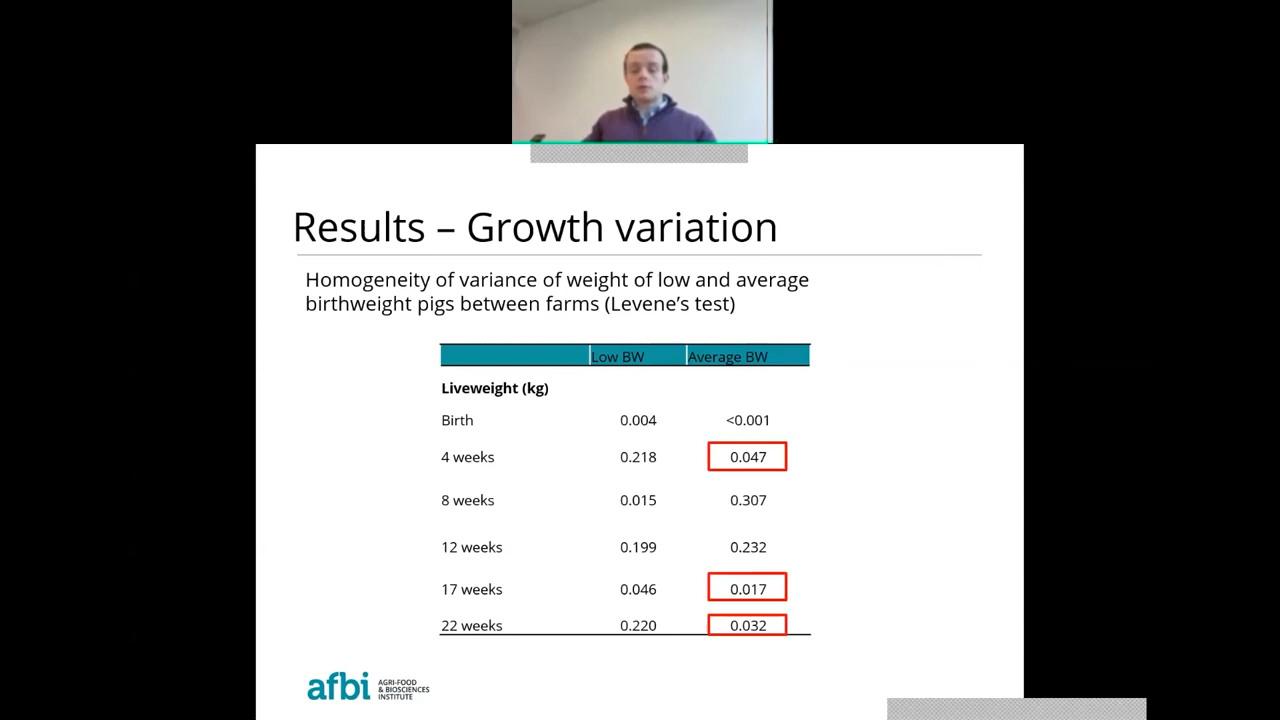 Results – Growth variation
Homogeneity of variance of weight of low and average
birthweight pigs between farms (Levene's test)
Low BW Average BW
Liveweight (kg)
Birth 0.004 <0.001
4 weeks 0.218 0.047
8 weeks 0.015 0.307
12 weeks 0.199 0.232
17 weeks 0.046 0.017
22 weeks 0.220 0.032
afbi
AGRI-FOOD
& BIOSCIENCES
INSTITUTE